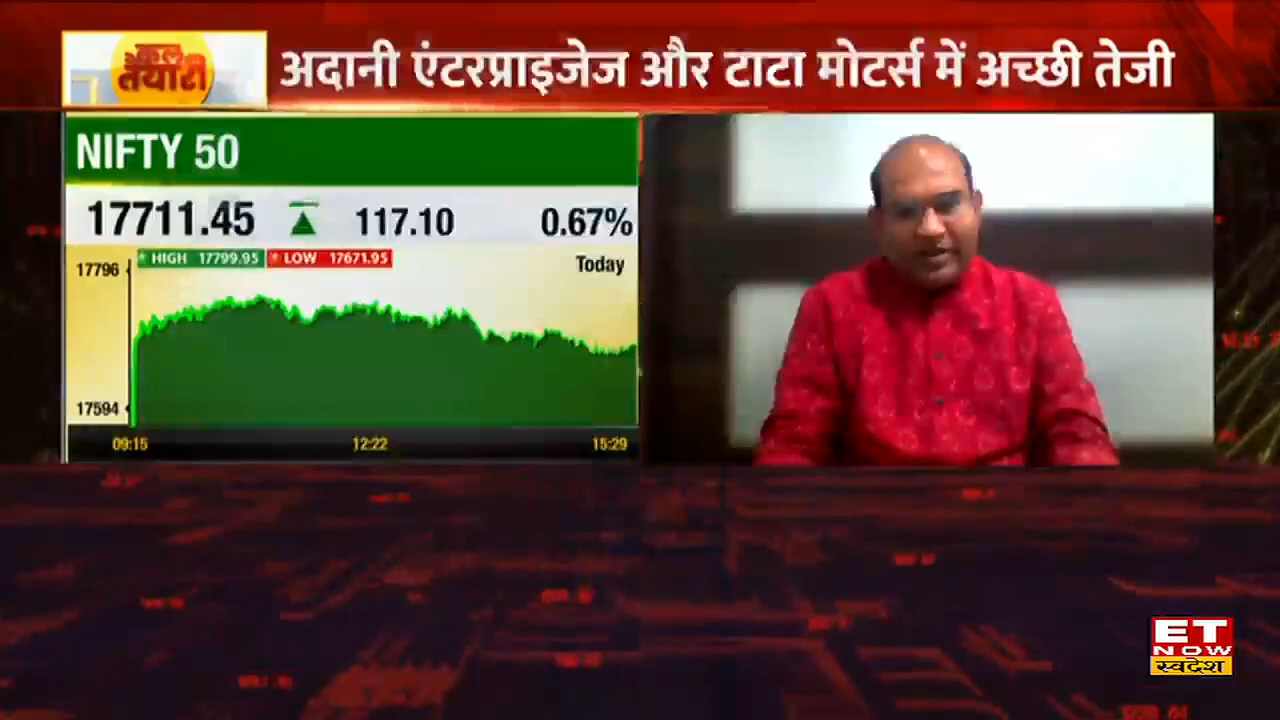 कल की तैयारी
अदानी एंटरप्राइजेज और टाटा मोटर्स में अच्छी तेजी
NIFTY 50
17711.45 117.10 0.67%
HIGH 17799.95 LOW 17671.95
Today
17796
17594
09:15 12:22 15:29
ET
NOW
स्वदेश